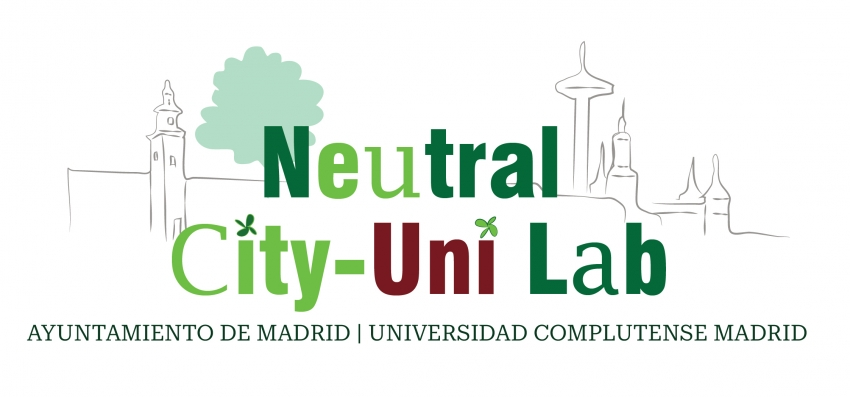 Neutral
City-Uni Lab
AYUNTAMIENTO DE MADRID | UNIVERSIDAD COMPLUTENSE MADRID